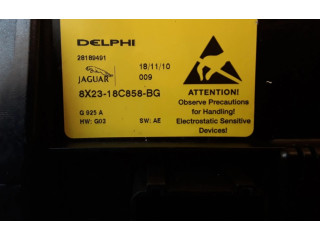 DELPHI
28189491
18/11/10
JAGUAR
009
8X23-18C858-BG
G 925 A
HW: G03
SW: AE
ATTENTION!
Observe Precautions
for Handling!
Electrostatic Sensitive
Devices!